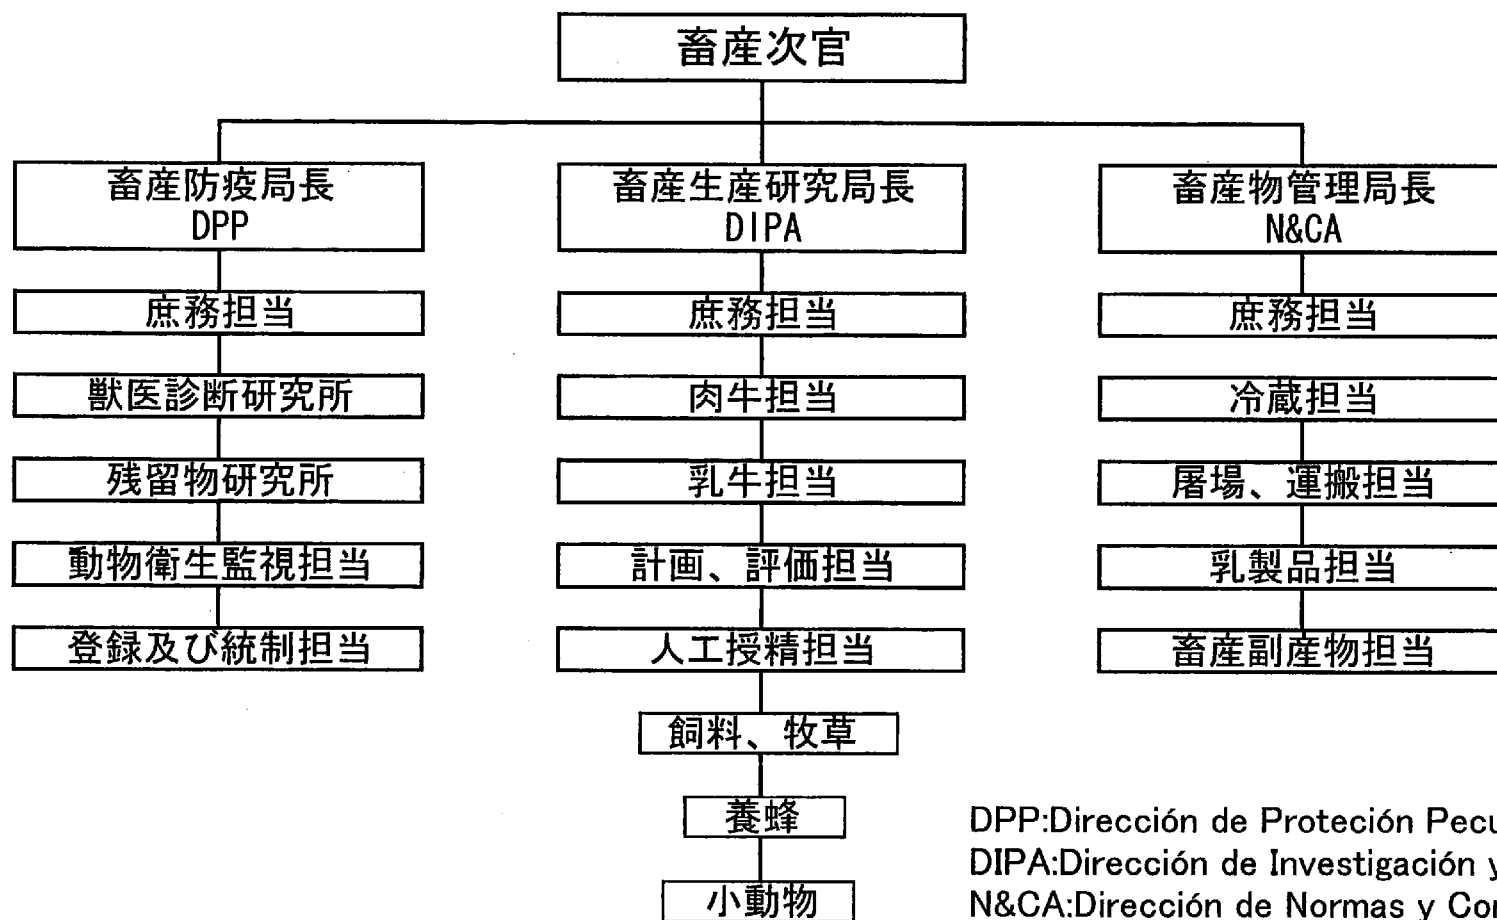 畜産次官
畜産防疫局長
DPP
畜産生産研究局長
DIPA
畜産物管理局長
N&CA
庶務担当
庶務担当
庶務担当
獣医診断研究所
肉牛担当
冷蔵担当
残留物研究所
乳牛担当
屠場、運搬担当
動物衛生監視担当
計画、評価担当
乳製品担当
登録及び統制担当
人工授精担当
畜産副産物担当
飼料、牧草
養蜂
小動物
DPP:Dirección de Proteción Pecu
DIPA:Dirección de Investigación y
N&CA:Dirección de Normas y Con